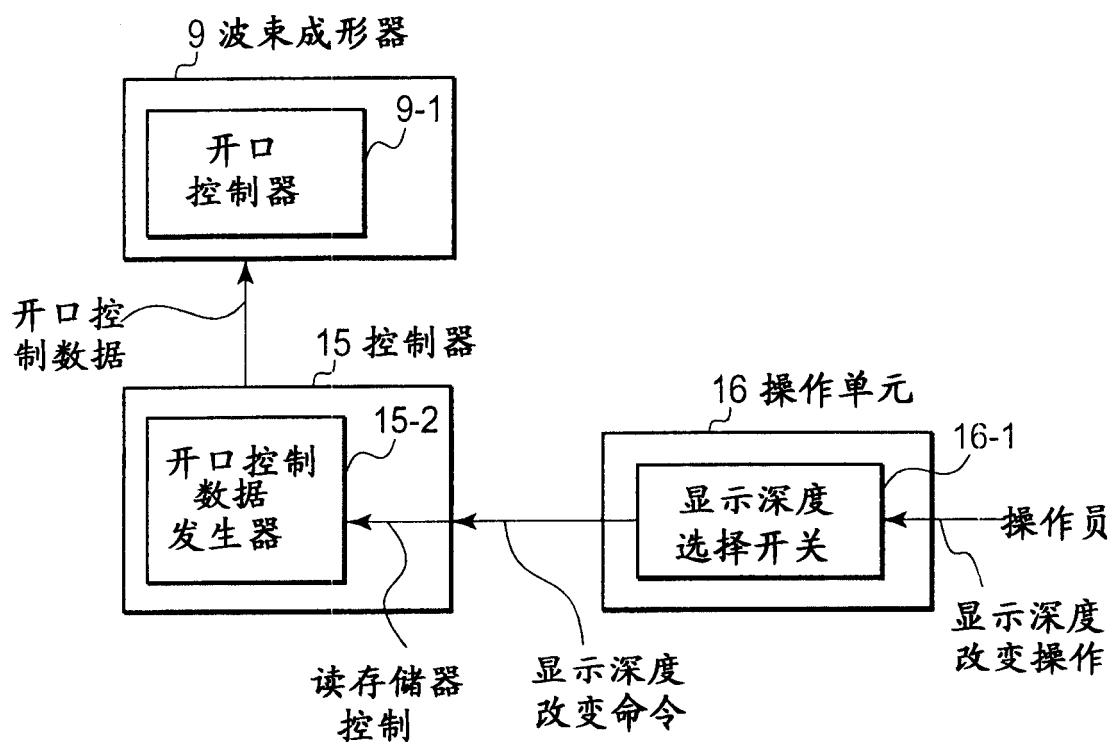 9 波束成形器
9-1
开口
控制器
开口控
制数据
15 控制器
15-2
开口控制
数据
发生器
16 操作单元
16-1
显示深度
选择开关
操作员
显示深度
改变操作
读存储器
控制
显示深度
改变命令